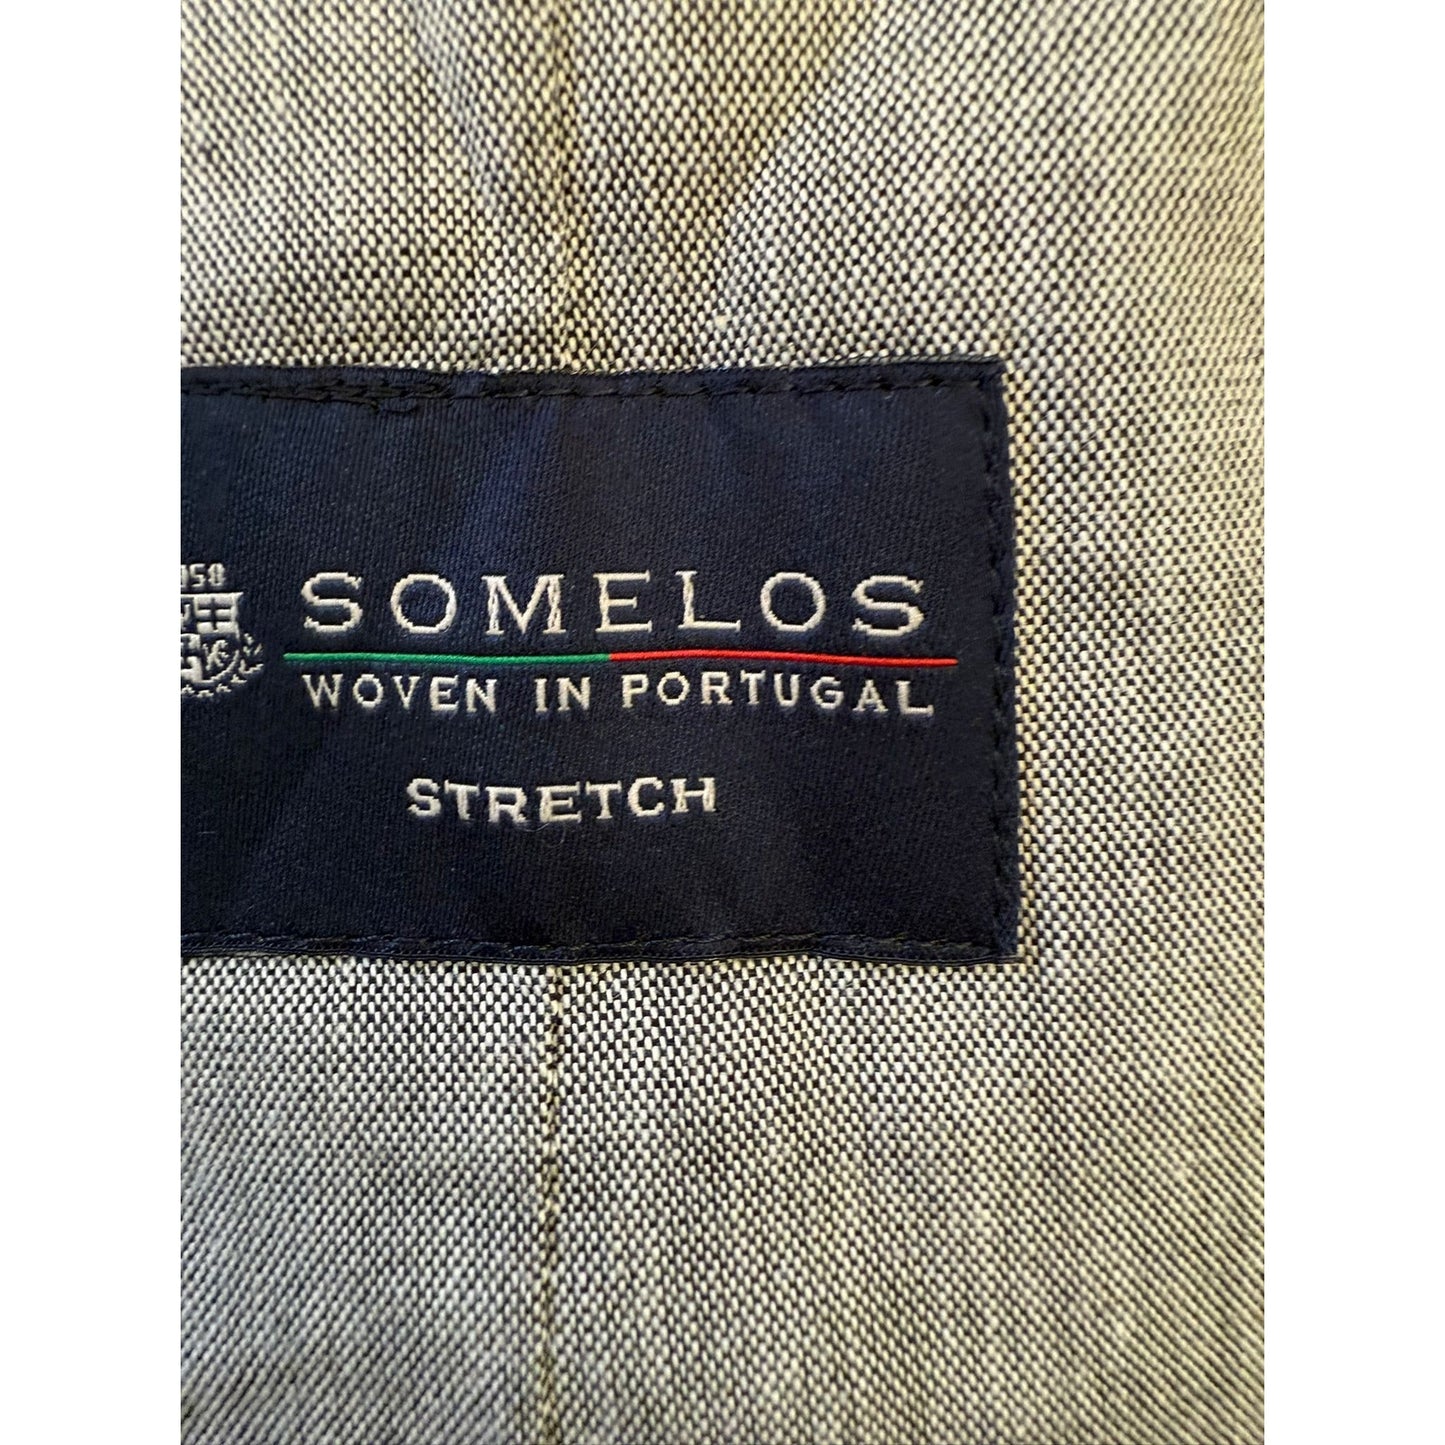 SOMELOS
WOVEN IN PORTUGAL
STRETCH